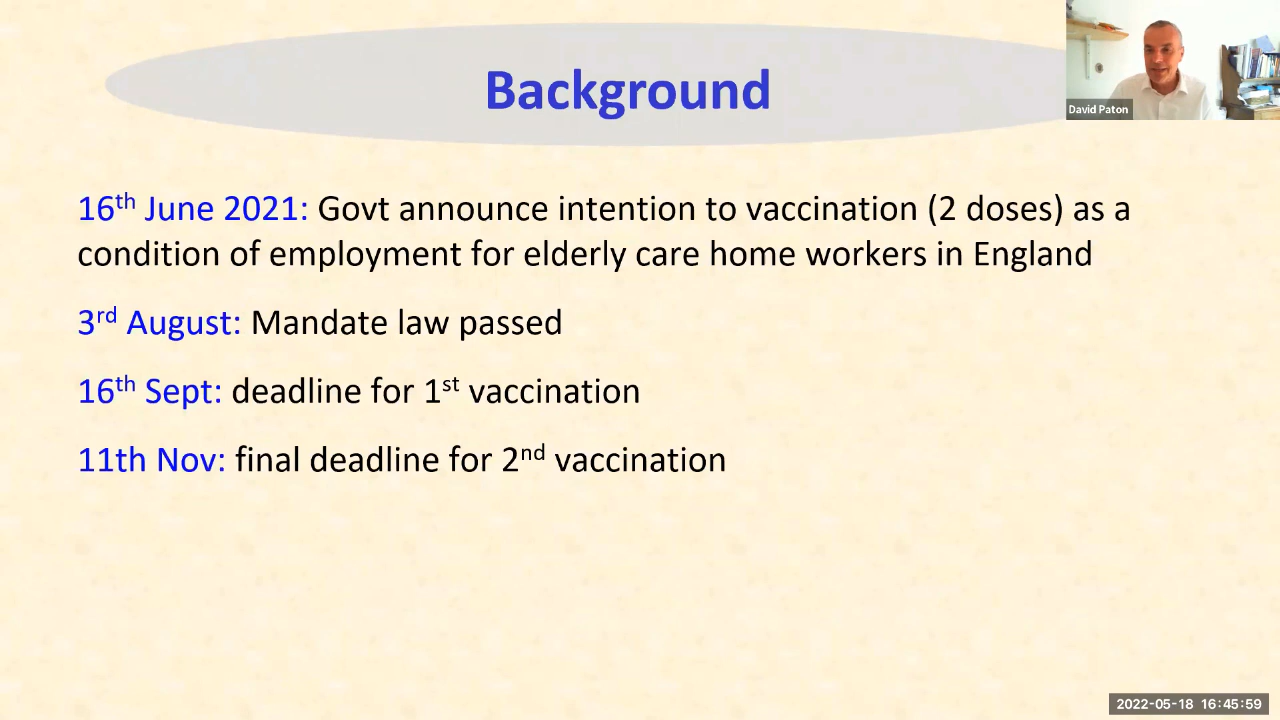 Background
David Paton
16th June 2021: Govt announce intention to vaccination (2 doses) as a
condition of employment for elderly care home workers in England
3rd August: Mandate law passed
16th Sept: deadline for 1st vaccination
11th Nov: final deadline for 2nd vaccination
2022-05-18 16:45:59